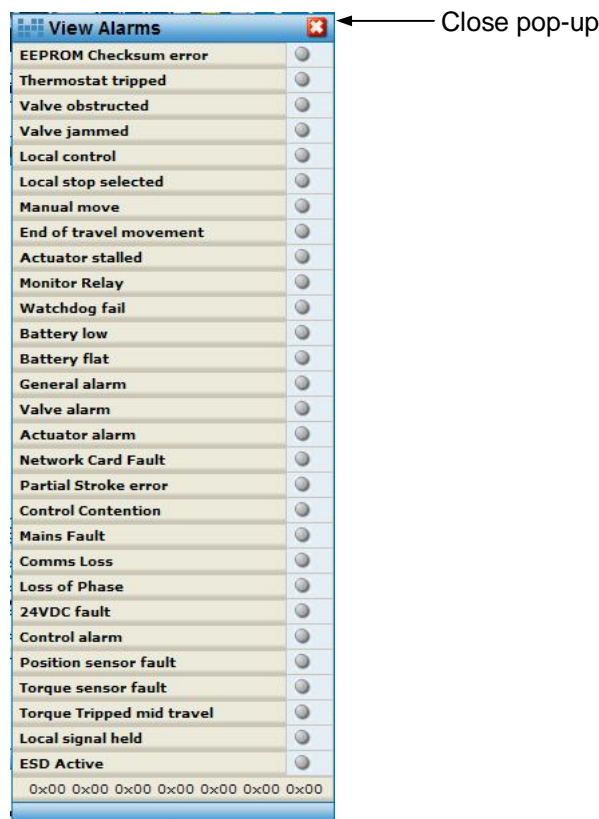 View Alarms
Close pop-up
EEPROM Checksum error
Thermostat tripped
Valve obstructed
Valve jammed
Local control
Local stop selected
Manual move
End of travel movement
Actuator stalled
Monitor Relay
Watchdog fail
Battery low
Battery flat
General alarm
Valve alarm
Actuator alarm
Network Card Fault
Partial Stroke error
Control Contention
Mains Fault
Comms Loss
Loss of Phase
24VDC fault
Control alarm
Position sensor fault
Torque sensor fault
Torque Tripped mid travel
Local signal held
ESD Active
0x00 0x00 0x00 0x00 0x00 0x00 0x00